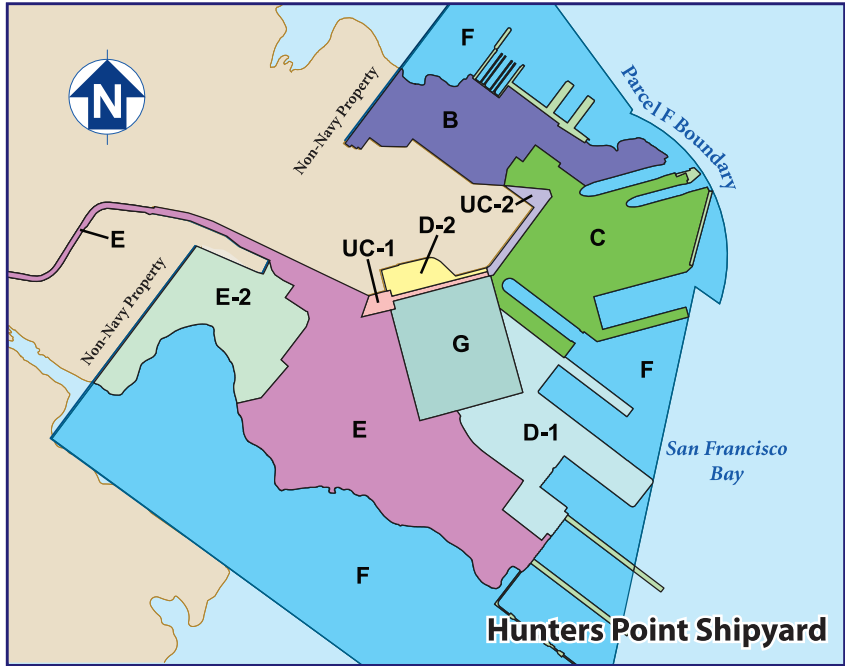 F
N
Non-Navy Property
Parcel F Boundary
B
UC-2
C
D-2
E
UC-1
Non-Navy Property
E-2
G
F
E
D-1
San Francisco
Bay
F
Hunters Point Shipyard